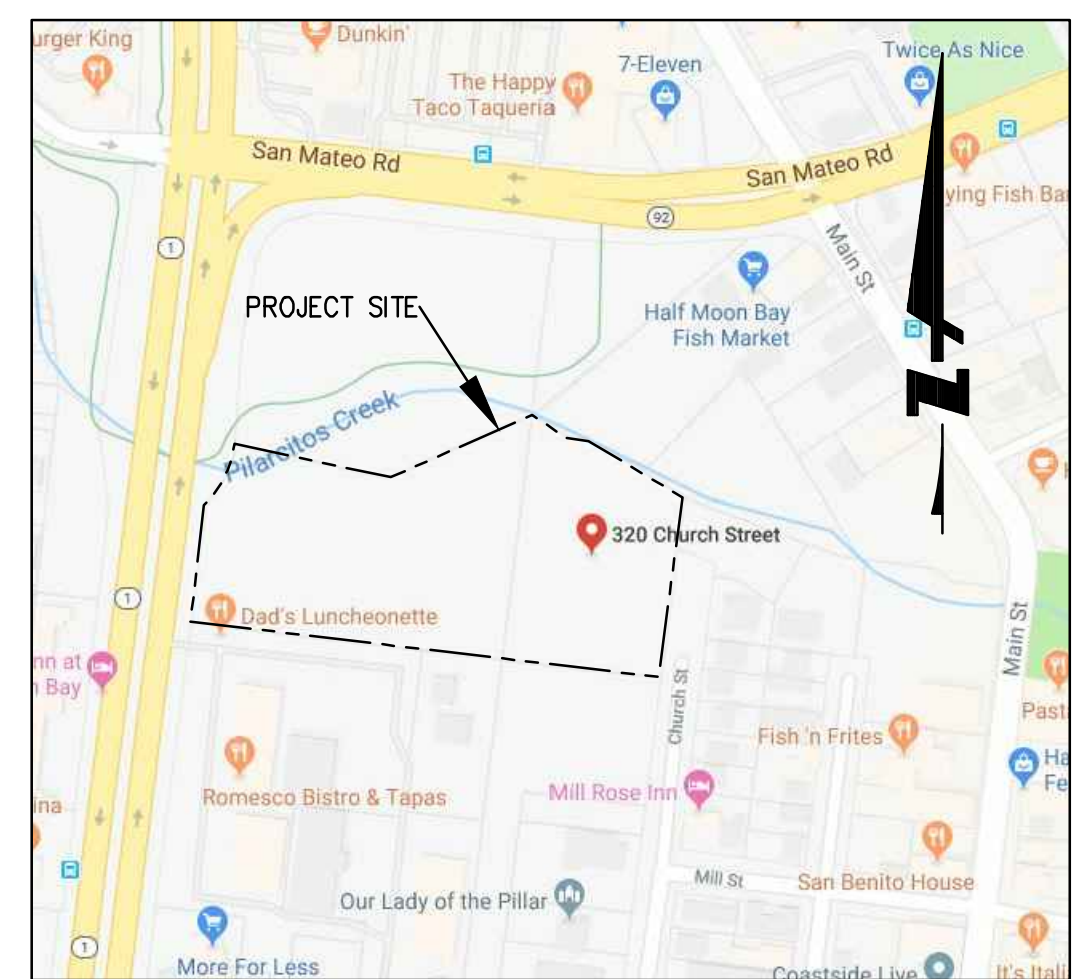 urger King
Dunkin'
The Happy
Taco Taqueria
7-Eleven
Twice As Nice
San Mateo Rd
San Mateo Rd
ying Fish Bar
92
1
Main St
PROJECT SITE
Half Moon Bay
Fish Market
Pilarcitos Creek
N
320 Church Street
1
Dad's Luncheonette
Main St
nn at
n Bay
Church St
Pasta
Fish 'n Frites
Ha
Fe
Romesco Bistro & Tapas
Mill Rose Inn
ina
Mill St
San Benito House
Our Lady of the Pillar
1
More For Less
Coastside Live
It's Itali